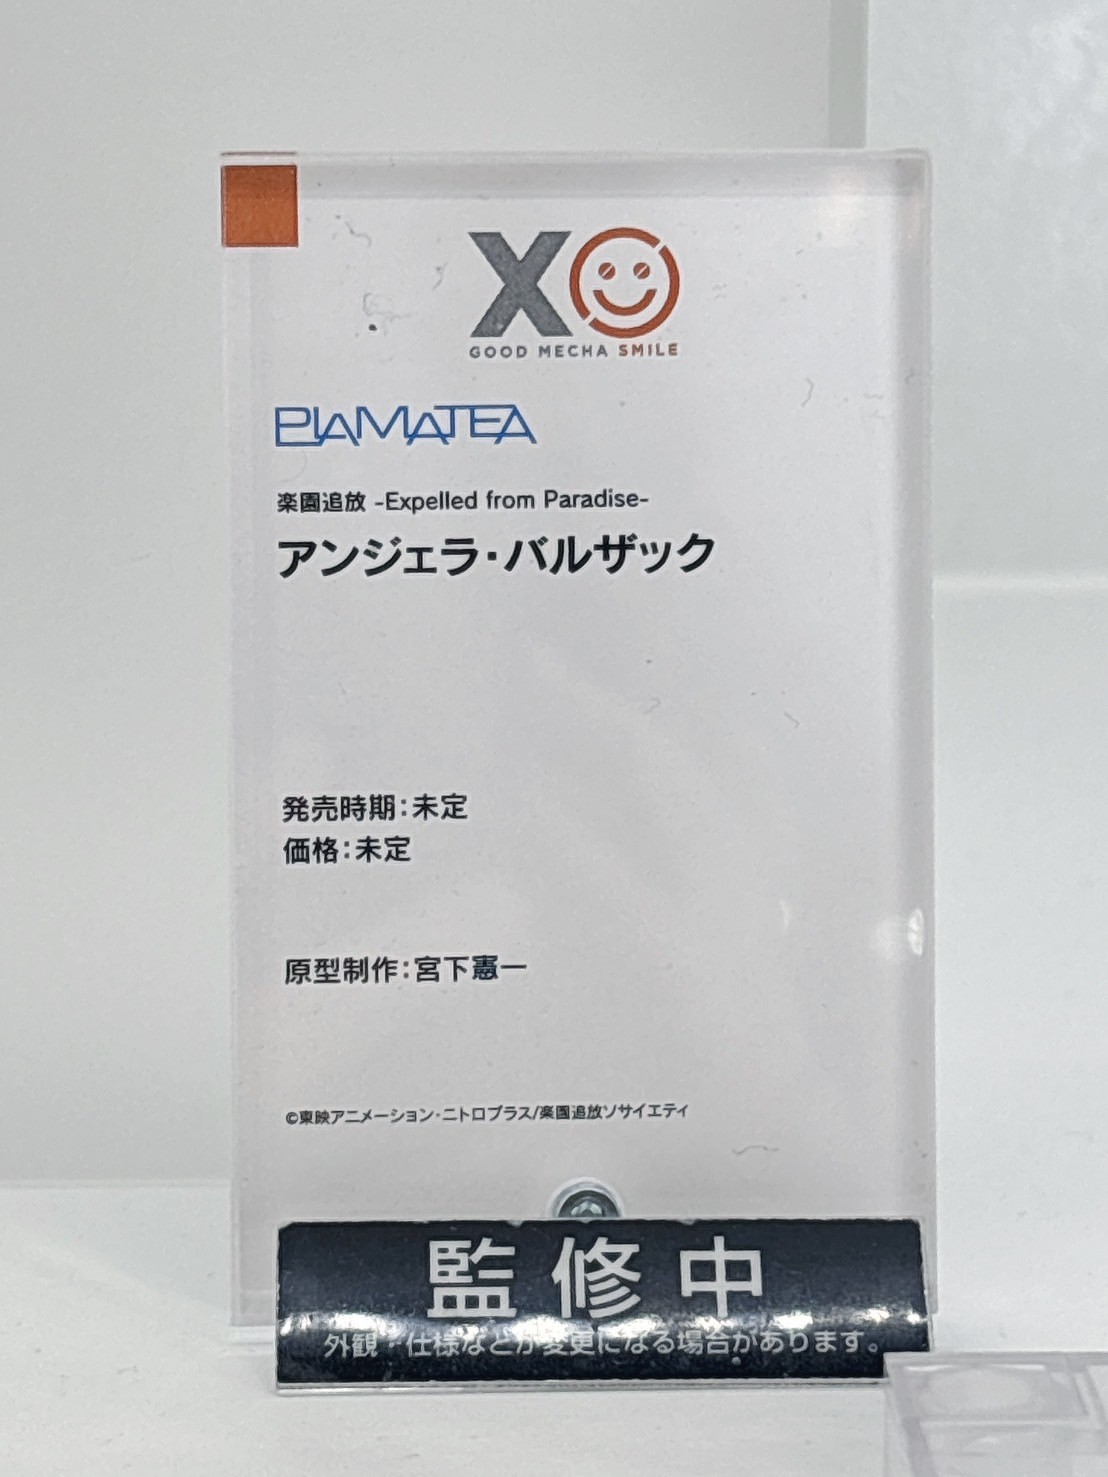 XO
GOOD MECHA SMILE
PLAMATEA
楽園追放 -Expelled from Paradise-
アンジェラ・バルザック
発売時期：未定
価格：未定
原型制作：宮下憲一
©東映アニメーション・ニトロプラス/楽園追放ソサイエティ
監修中
外観・仕様などが変更になる場合があります。